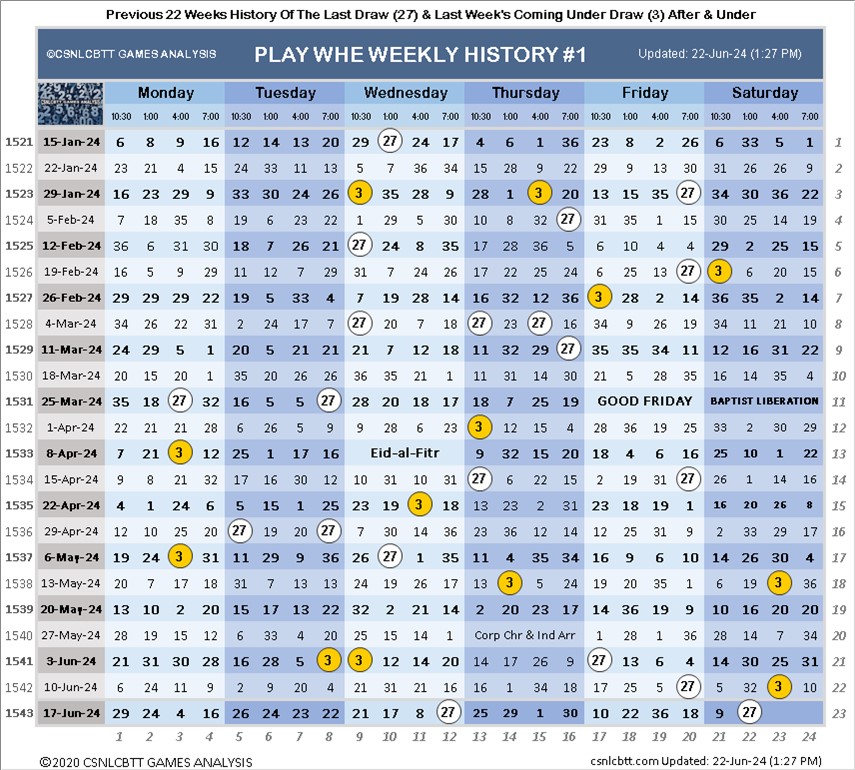 Previous 22 Weeks History Of The Last Draw (27) & Last Week's Coming Under Draw (3) After & Under
©CSNLCBTT GAMES ANALYSIS PLAY WHE WEEKLY HISTORY #1 Updated: 22-Jun-24 (1:27 PM)
CSNLCBTT GAMES ANALYSIS Monday Tuesday Wednesday Thursday Friday Saturday
10:30 1:00 4:00 7:00 10:30 1:00 4:00 7:00 10:30 1:00 4:00 7:00 10:30 1:00 4:00 7:00 10:30 1:00 4:00 7:00 10:30 1:00 4:00 7:00
1521 15-Jan-24 6 8 9 16 12 14 13 20 29 27 24 17 4 6 1 36 23 8 2 26 6 33 5 1 1
1522 22-Jan-24 23 21 4 15 24 33 11 13 5 7 36 34 15 28 9 22 29 9 13 30 31 26 26 9 2
1523 29-Jan-24 16 23 29 9 33 30 24 26 3 35 28 9 28 1 3 20 13 15 35 27 34 30 36 22 3
1524 5-Feb-24 7 18 35 8 19 6 23 22 1 29 5 30 10 8 32 27 31 35 1 15 30 25 14 19 4
1525 12-Feb-24 36 6 31 30 18 7 26 21 27 24 8 35 17 28 36 5 6 10 4 4 29 2 25 15 5
1526 19-Feb-24 16 5 9 29 11 12 7 29 31 7 24 26 17 22 25 24 6 25 13 27 3 6 20 15 6
1527 26-Feb-24 29 29 29 22 19 5 33 4 7 19 28 14 16 32 12 36 3 28 2 14 36 35 2 14 7
1528 4-Mar-24 34 26 22 31 2 24 17 7 27 20 7 18 27 23 27 16 34 9 28 29 34 11 21 10 8
1529 11-Mar-24 24 29 5 1 20 5 21 21 21 7 12 18 11 32 29 27 35 35 34 11 12 16 31 22 9
1530 18-Mar-24 20 15 20 1 35 20 26 26 36 35 21 1 11 31 14 30 21 5 28 35 16 14 35 4 10
1531 25-Mar-24 35 18 27 32 16 5 5 27 28 20 18 17 18 7 25 19 GOOD FRIDAY BAPTIST LIBERATION 11
1532 1-Apr-24 22 21 21 28 6 26 5 9 9 28 6 23 3 12 15 4 28 36 19 25 33 2 30 29 12
1533 8-Apr-24 7 21 3 12 25 1 17 16 Eid-al-Fitr 9 32 15 20 18 4 6 16 25 10 1 22 13
1534 15-Apr-24 9 8 21 32 17 16 30 12 10 31 10 31 27 6 22 15 2 19 31 27 26 1 14 16 14
1535 22-Apr-24 4 1 24 6 5 15 1 25 23 19 3 18 13 23 2 31 23 18 19 1 16 20 26 8 15
1536 29-Apr-24 12 10 25 20 27 19 20 27 7 30 14 36 23 36 12 14 12 25 31 9 2 33 29 17 16
1537 6-May-24 19 24 3 31 11 29 9 36 26 27 1 35 11 4 35 34 16 9 6 10 14 26 30 4 17
1538 13-May-24 20 7 17 18 31 7 13 13 24 19 26 17 13 3 5 24 19 20 35 1 6 23 3 36 18
1539 20-May-24 13 10 2 20 15 17 13 22 32 2 21 14 2 20 23 17 14 36 19 9 10 16 20 20 19
1540 27-May-24 28 19 15 12 6 33 4 20 25 15 14 1 Corp Chr & Ind Arr 1 28 1 36 28 14 7 34 20
1541 3-Jun-24 21 31 30 28 16 28 5 3 3 12 14 20 14 17 26 9 27 13 6 4 14 30 25 31 21
1542 10-Jun-24 6 24 11 9 2 9 20 4 21 31 21 16 16 1 34 18 17 25 5 27 5 32 3 10 22
1543 17-Jun-24 29 24 4 16 26 24 23 22 21 17 8 27 25 29 1 30 10 22 36 18 9 27 23
1 2 3 4 5 6 7 8 9 10 11 12 13 14 15 16 17 18 19 20 21 22 23 24
©2020 CSNLCBTT GAMES ANALYSIS csnlcbtt.com Updated: 22-Jun-24 (1:27 PM)